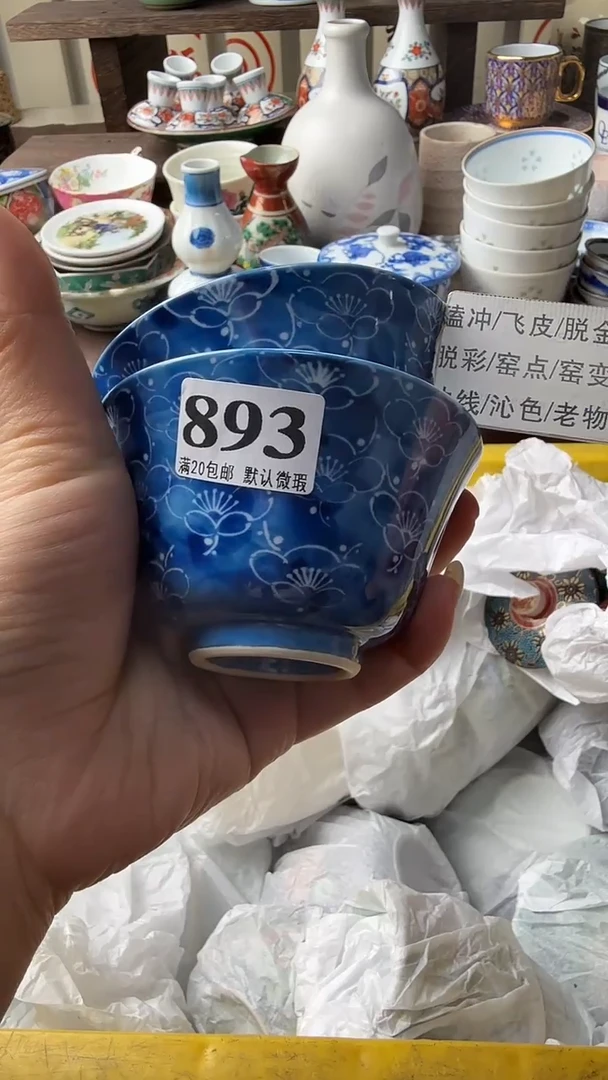 磕冲/飞皮/脱金
脱彩/窑点/窑变
线/沁色/老物
893
满20包邮 默认微瑕